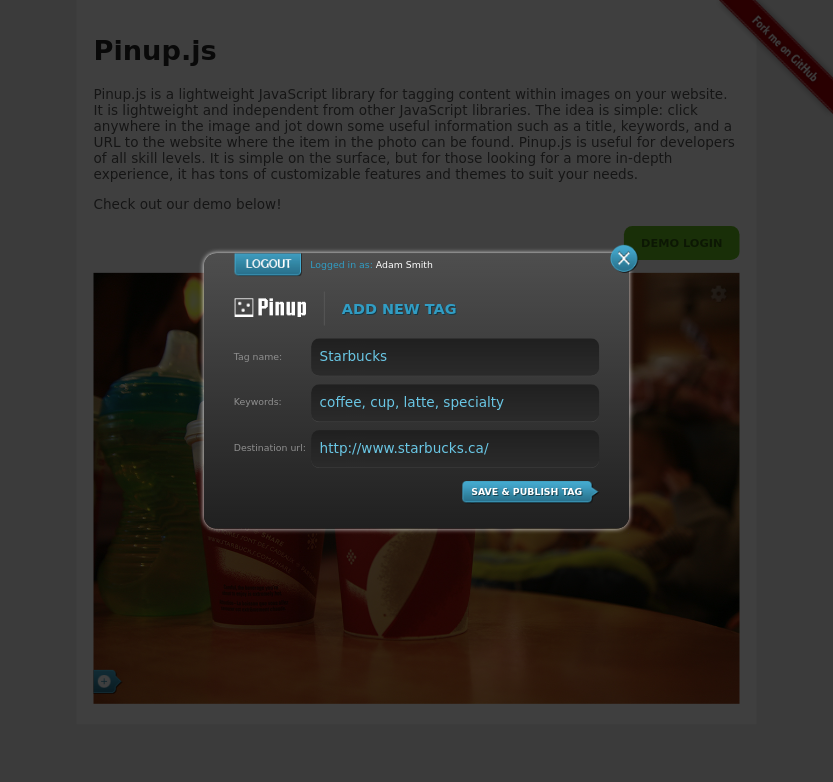 Fork me on GitHub
Pinup.js
Pinup.js is a lightweight JavaScript library for tagging content within images on your website.
It is lightweight and independent from other JavaScript libraries. The idea is simple: click
anywhere in the image and jot down some useful information such as a title, keywords, and a
URL to the website where the item in the photo can be found. Pinup.js is useful for developers
of all skill levels. It is simple on the surface, but for those looking for a more in-depth
experience, it has tons of customizable features and themes to suit your needs.
Check out our demo below!
DEMO LOGIN
LOGOUT Logged in as: Adam Smith
Pinup ADD NEW TAG
Tag name: Starbucks
Keywords: coffee, cup, latte, specialty
Destination url: http://www.starbucks.ca/
SAVE & PUBLISH TAG
SHARE